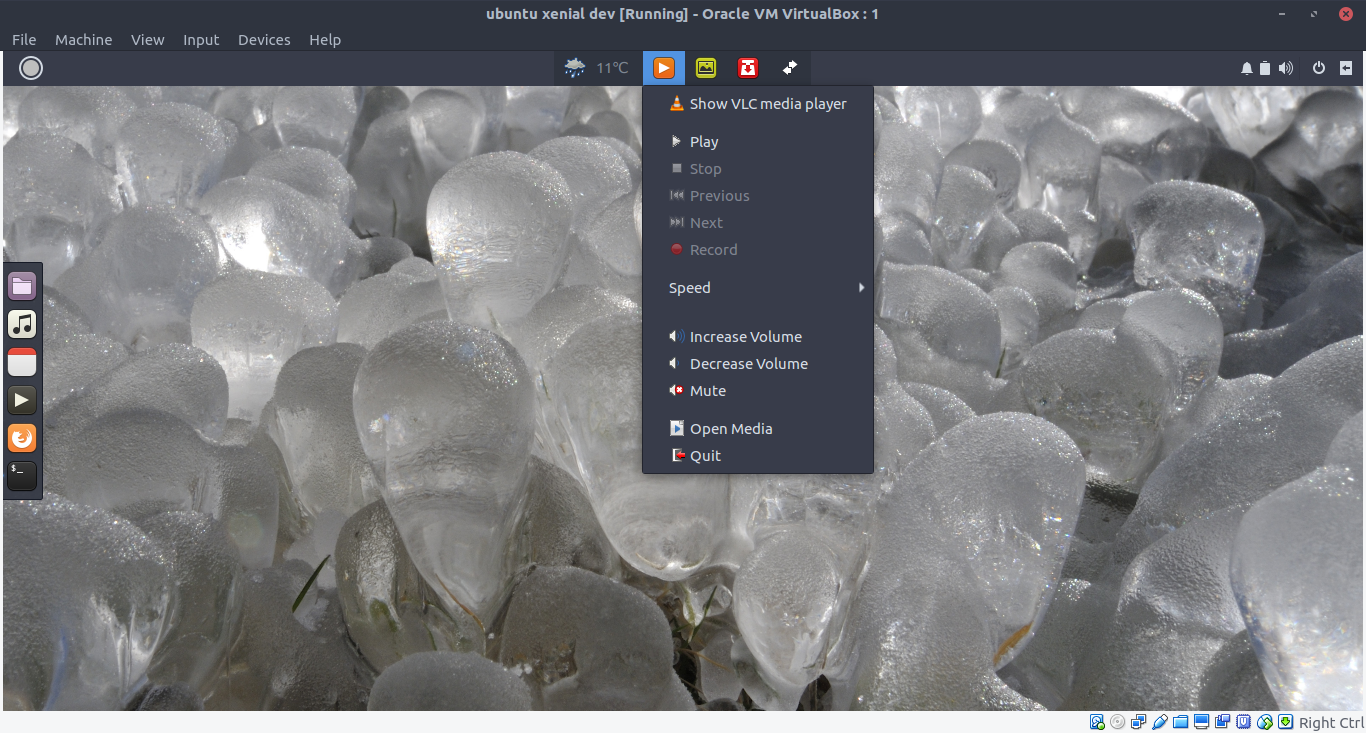 ubuntu xenial dev [Running] - Oracle VM VirtualBox : 1
File Machine View Input Devices Help
11°C
Show VLC media player
Play
Stop
Previous
Next
Record
Speed
Increase Volume
Decrease Volume
Mute
Open Media
Quit
$_
Right Ctrl